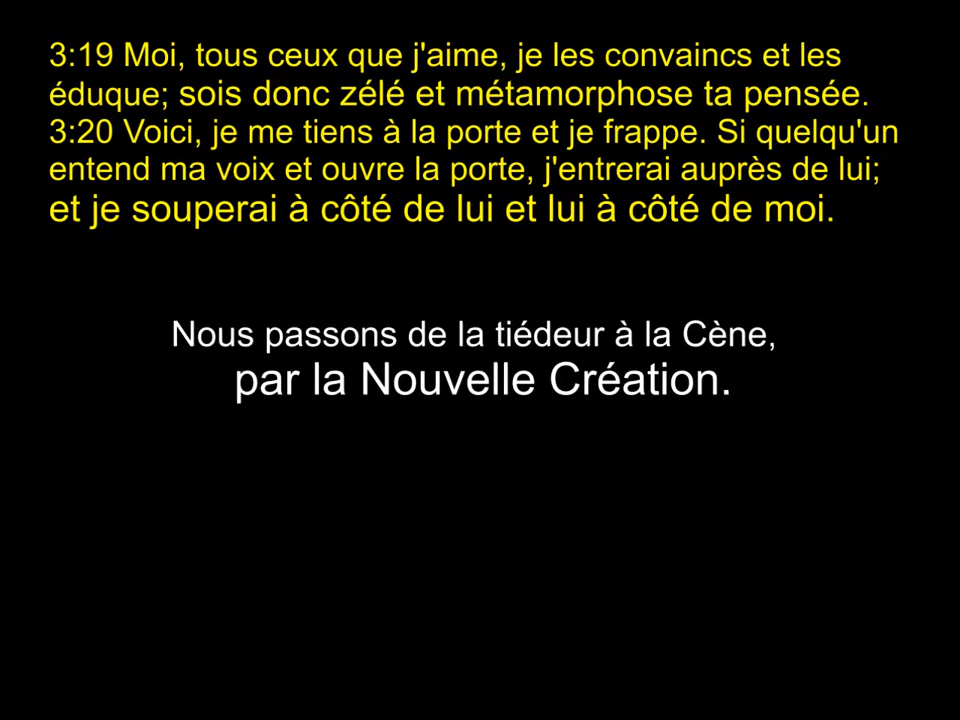 3:19 Moi, tous ceux que j'aime, je les convaincs et les
éduque; sois donc zélé et métamorphose ta pensée.
3:20 Voici, je me tiens à la porte et je frappe. Si quelqu'un
entend ma voix et ouvre la porte, j'entrerai auprès de lui;
et je souperai à côté de lui et lui à côté de moi.
Nous passons de la tiédeur à la Cène,
par la Nouvelle Création.